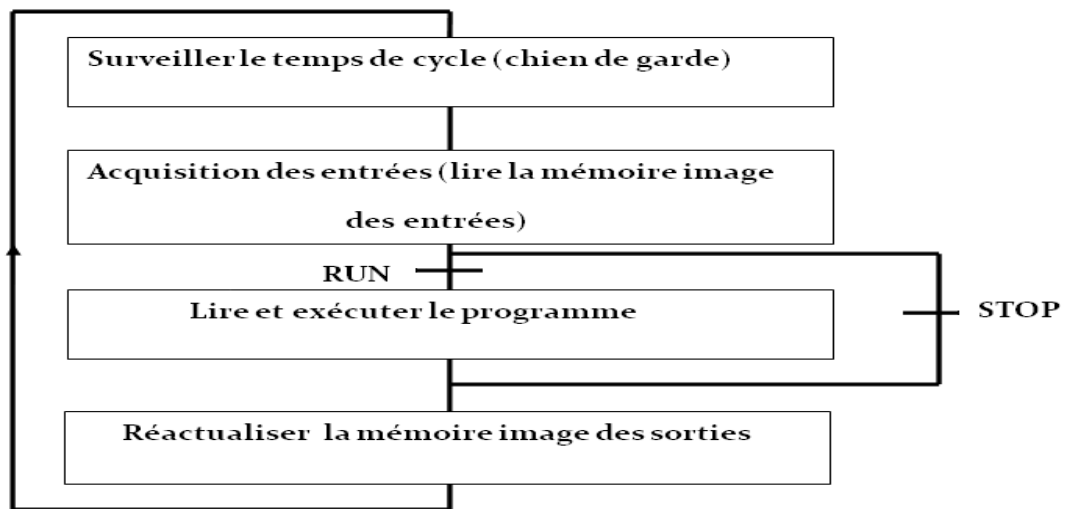 Surveiller le temps de cycle (chien de garde)
Acquisition des entrées (lire la mémoire image
des entrées)
RUN
Lire et exécuter le programme
STOP
Réactualiser la mémoire image des sorties